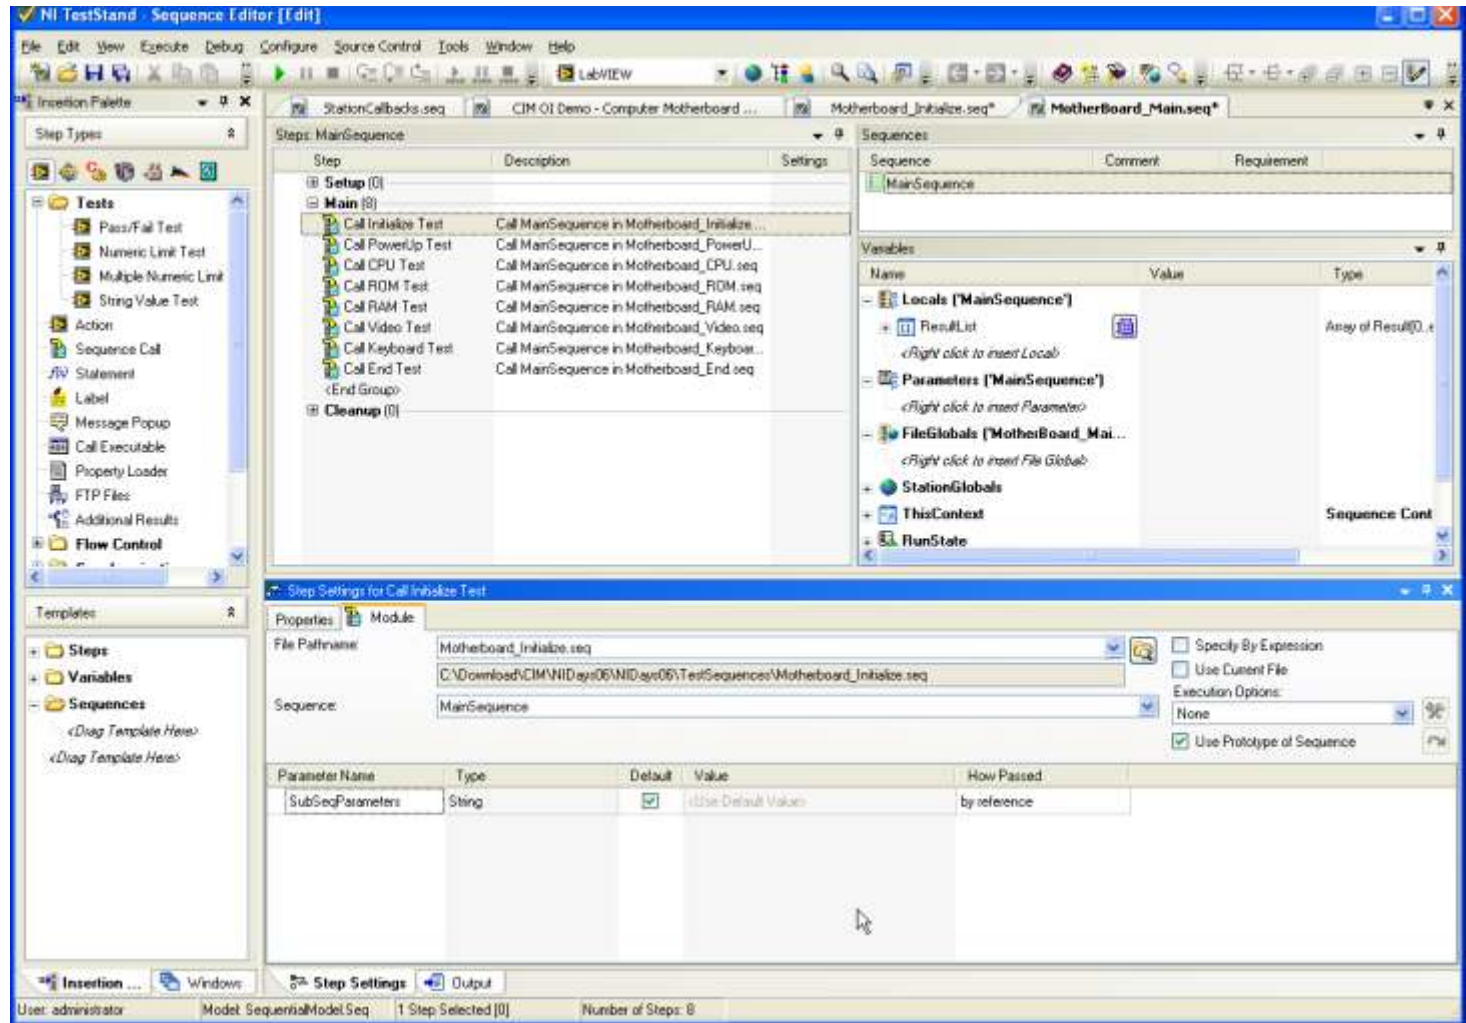 NI TestStand - Sequence Editor [Edit]
File Edit View Execute Debug Configure Source Control Tools Window Help
LabVIEW
Insertion Palette
StationCallbacks.seq
CIM OI Demo - Computer Motherboard ...
Motherboard_Initialize.seq*
MotherBoard_Main.seq*
Step Types
Tests
Pass/Fail Test
Numeric Limit Test
Multiple Numeric Limit
String Value Test
Action
Sequence Call
Statement
Label
Message Popup
Call Executable
Property Loader
FTP Files
Additional Results
Flow Control
Templates
Steps
Variables
Sequences
<Drag Template Here>
<Drag Template Here>
Insertion ... Windows
Steps: MainSequence
Step Description Settings
Setup (0)
Main (8)
Call Initialize Test Call MainSequence in Motherboard_Initialize....
Call PowerUp Test Call MainSequence in Motherboard_PowerU...
Call CPU Test Call MainSequence in Motherboard_CPU.seq
Call ROM Test Call MainSequence in Motherboard_ROM.seq
Call RAM Test Call MainSequence in Motherboard_RAM.seq
Call Video Test Call MainSequence in Motherboard_Video.seq
Call Keyboard Test Call MainSequence in Motherboard_Keyboar...
Call End Test Call MainSequence in Motherboard_End.seq
<End Group>
Cleanup (0)
Sequences
Sequence Comment Requirement
MainSequence
Variables
Name Value Type
Locals ('MainSequence')
ResultList Array of Result[0..e
<Right click to insert Local>
Parameters ('MainSequence')
<Right click to insert Parameter>
FileGlobals ('MotherBoard_Mai...
<Right click to insert File Global>
StationGlobals
ThisContext Sequence Cont
RunState
Step Settings for Call Initialize Test
Properties Module
File Pathname: Motherboard_Initialize.seq
C:\Download\CIM\NIDays06\NIDays06\TestSequences\Motherboard_Initialize.seq
Sequence: MainSequence
Specify By Expression
Use Current File
Execution Options:
None
Use Prototype of Sequence
Parameter Name Type Default Value How Passed
SubSeqParameters String <Use Default Value> by reference
Step Settings Output
User: administrator Model: SequentialModel.Seq 1 Step Selected [0] Number of Steps: 8